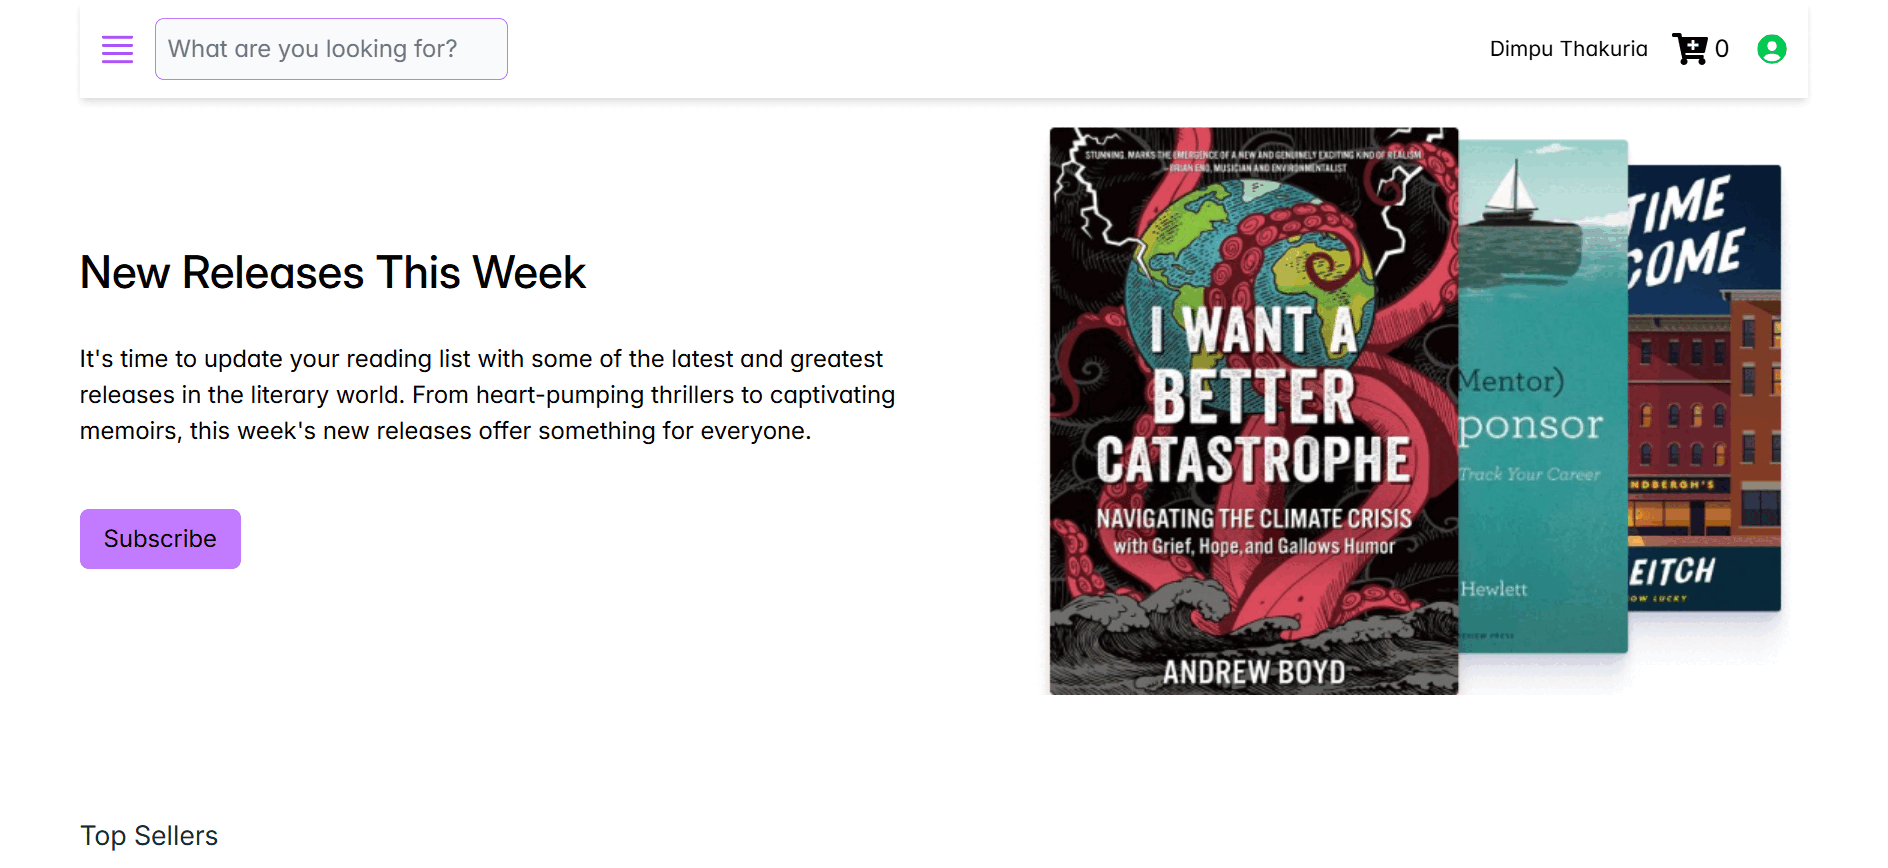 What are you looking for?
Dimpu Thakuria
0
New Releases This Week
It's time to update your reading list with some of the latest and greatest
releases in the literary world. From heart-pumping thrillers to captivating
memoirs, this week's new releases offer something for everyone.
Subscribe
STUNNING. MARKS THE EMERGENCE OF A NEW AND GENUINELY EXCITING KIND OF REALISM.
—BRIAN ENO, MUSICIAN AND ENVIRONMENTALIST
I WANT A
BETTER
CATASTROPHE
NAVIGATING THE CLIMATE CRISIS
with Grief, Hope, and Gallows Humor
ANDREW BOYD
Mentor)
ponsor
Track Your Career
Hewlett
EVIEW PRESS
TIME
COME
NDBERGH'S
EITCH
OW LUCKY
Top Sellers